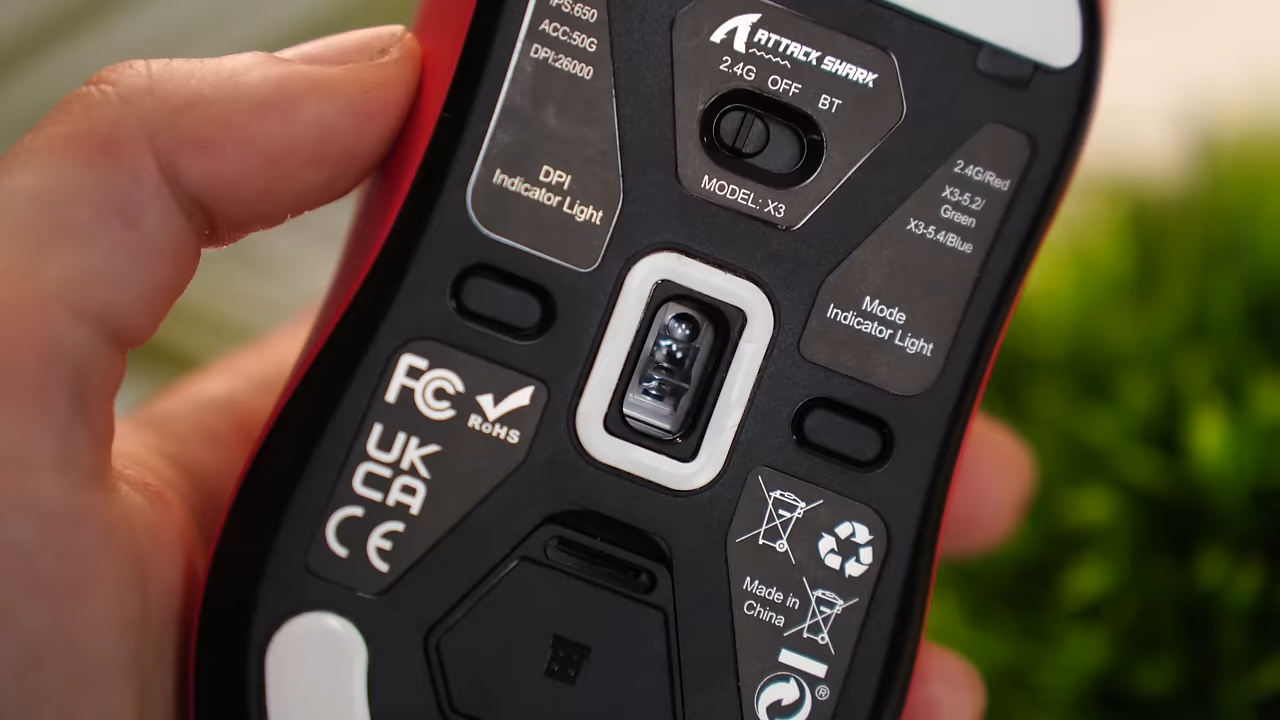 IPS:650
ACC:50G
DPI:26000
DPI
Indicator Light
ATTACK SHARK
2.4G OFF BT
MODEL: X3
2.4G/Red
X3-5.2/
Green
X3-5.4/Blue
Mode
Indicator Light
FC
RoHS
UK
CA
CE
Made in
China
®